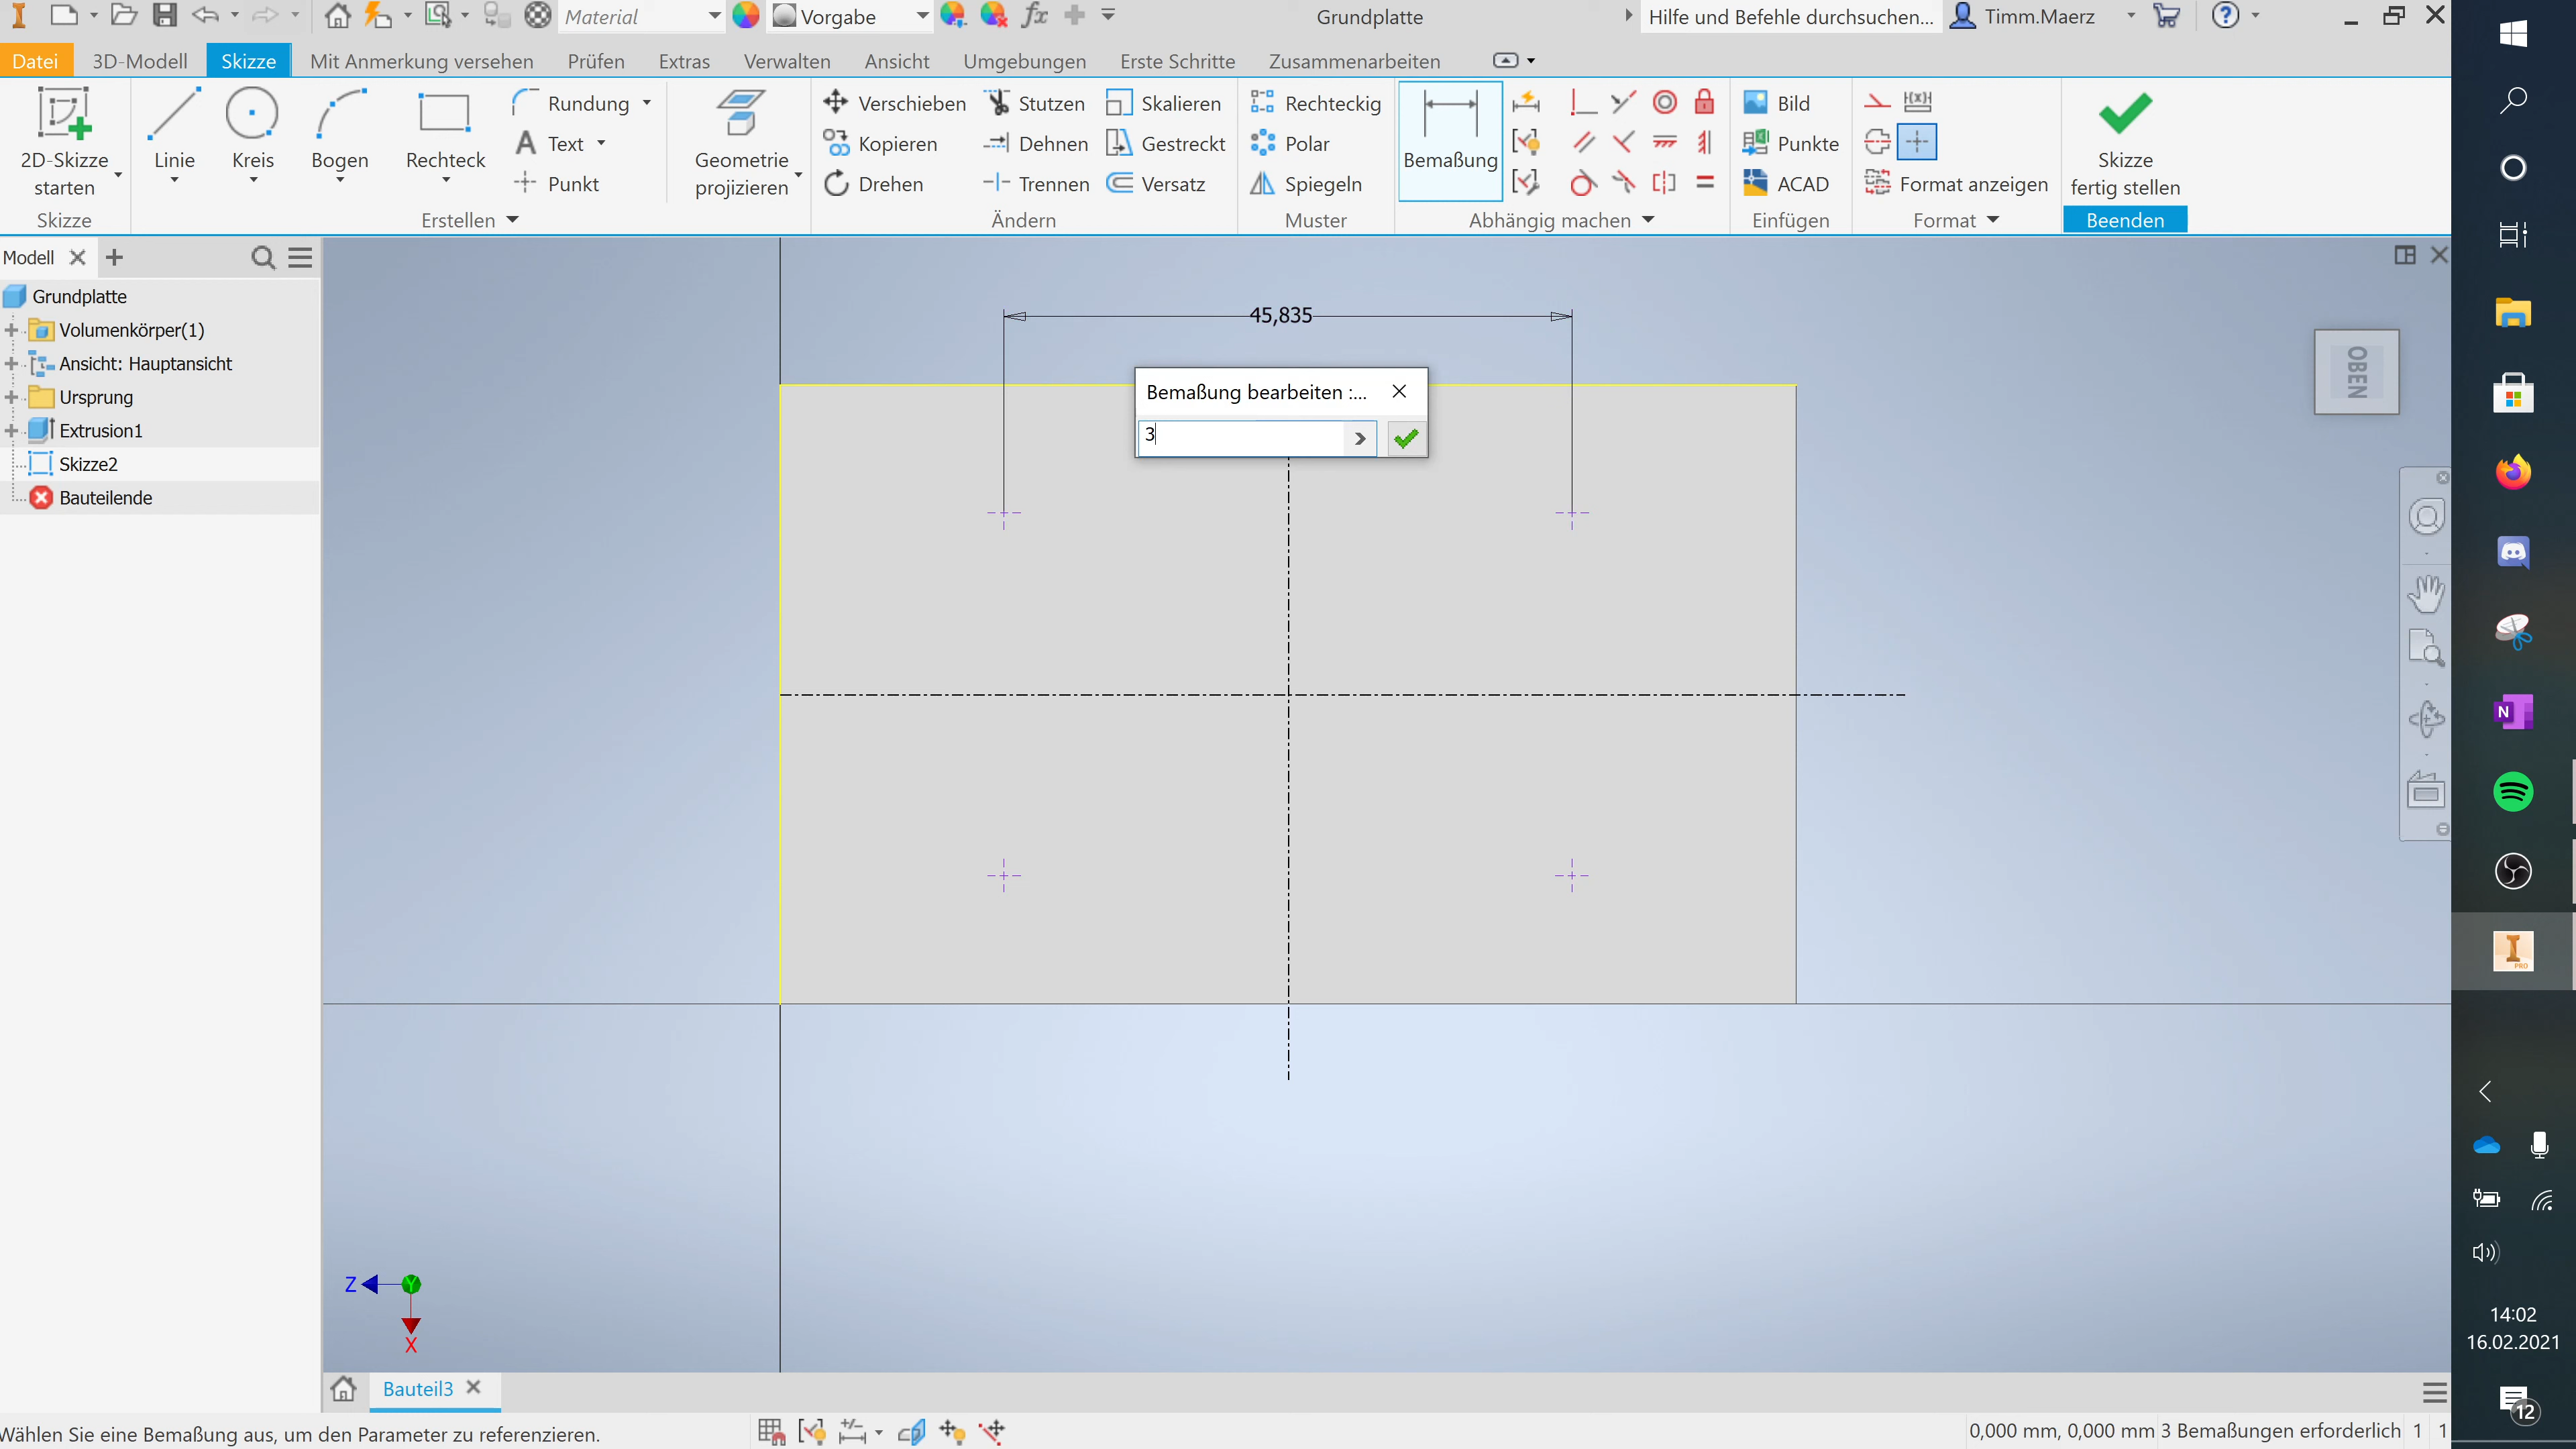 Material
Vorgabe
fx
Grundplatte
Hilfe und Befehle durchsuchen...
Timm.Maerz
Datei
3D-Modell
Skizze
Mit Anmerkung versehen
Prüfen
Extras
Verwalten
Ansicht
Umgebungen
Erste Schritte
Zusammenarbeiten
2D-Skizze
starten
Linie
Kreis
Bogen
Rechteck
Rundung
Text
Punkt
Geometrie
projizieren
Verschieben
Kopieren
Drehen
Stutzen
Dehnen
Trennen
Skalieren
Gestreckt
Versatz
Rechteckig
Polar
Spiegeln
Bemaßung
Bild
Punkte
ACAD
Format anzeigen
Skizze
fertig stellen
Skizze
Erstellen
Ändern
Muster
Abhängig machen
Einfügen
Format
Beenden
Modell
Grundplatte
Volumenkörper(1)
Ansicht: Hauptansicht
Ursprung
Extrusion1
Skizze2
Bauteilende
45,835
Bemaßung bearbeiten :...
3
OBEN
Z
Y
X
Bauteil3
Wählen Sie eine Bemaßung aus, um den Parameter zu referenzieren.
0,000 mm, 0,000 mm
3 Bemaßungen erforderlich
1
1
N
I
PRO
14:02
16.02.2021
12